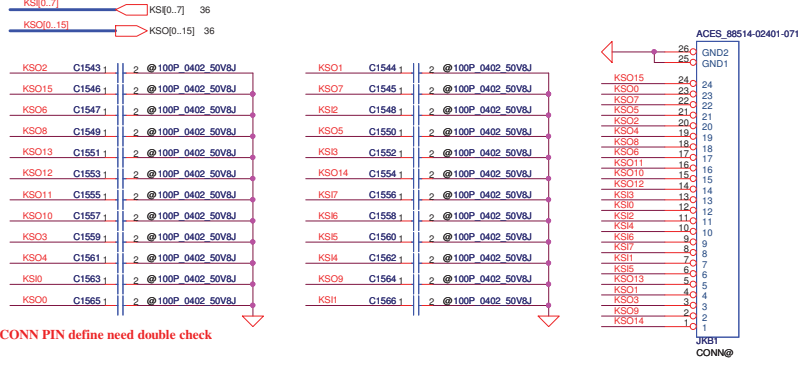 KSI[0..7] KSI[0..7] 36
KSO[0..15] KSO[0..15] 36
KSO2 C1543 1 2 @100P_0402_50V8J
KSO15 C1546 1 2 @100P_0402_50V8J
KSO6 C1547 1 2 @100P_0402_50V8J
KSO8 C1549 1 2 @100P_0402_50V8J
KSO13 C1551 1 2 @100P_0402_50V8J
KSO12 C1553 1 2 @100P_0402_50V8J
KSO11 C1555 1 2 @100P_0402_50V8J
KSO10 C1557 1 2 @100P_0402_50V8J
KSO3 C1559 1 2 @100P_0402_50V8J
KSO4 C1561 1 2 @100P_0402_50V8J
KSI0 C1563 1 2 @100P_0402_50V8J
KSO0 C1565 1 2 @100P_0402_50V8J
CONN PIN define need double check
KSO1 C1544 1 2 @100P_0402_50V8J
KSO7 C1545 1 2 @100P_0402_50V8J
KSI2 C1548 1 2 @100P_0402_50V8J
KSO5 C1550 1 2 @100P_0402_50V8J
KSI3 C1552 1 2 @100P_0402_50V8J
KSO14 C1554 1 2 @100P_0402_50V8J
KSI7 C1556 1 2 @100P_0402_50V8J
KSI6 C1558 1 2 @100P_0402_50V8J
KSI5 C1560 1 2 @100P_0402_50V8J
KSI4 C1562 1 2 @100P_0402_50V8J
KSO9 C1564 1 2 @100P_0402_50V8J
KSI1 C1566 1 2 @100P_0402_50V8J
ACES_88514-02401-071
26 GND2
25 GND1
KSO15 24 24
KSO0 23 23
KSO7 22 22
KSO5 21 21
KSO2 20 20
KSO4 19 19
KSO8 18 18
KSO6 17 17
KSO11 16 16
KSO10 15 15
KSO12 14 14
KSI3 13 13
KSI0 12 12
KSI2 11 11
KSI4 10 10
KSI6 9 9
KSI7 8 8
KSI1 7 7
KSI5 6 6
KSO13 5 5
KSO1 4 4
KSO3 3 3
KSO9 2 2
KSO14 1 1
JKB1
CONN@